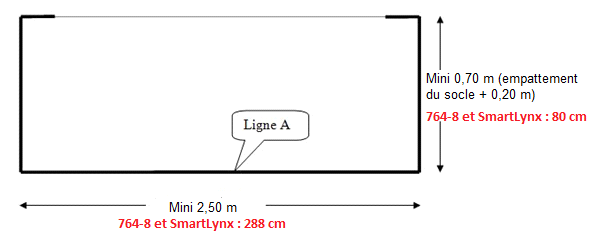 Ligne A
Mini 0,70 m (empattement
du socle + 0,20 m)
764-8 et SmartLynx : 80 cm
Mini 2,50 m
764-8 et SmartLynx : 288 cm